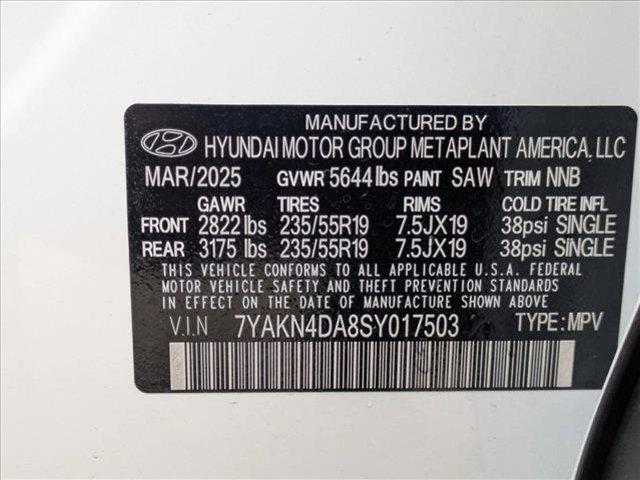 MANUFACTURED BY
HYUNDAI MOTOR GROUP METAPLANT AMERICA, LLC
MAR/2025 GVWR 5644 lbs PAINT SAW TRIM NNB
GAWR TIRES RIMS COLD TIRE INFL
FRONT 2822 lbs 235/55R19 7.5JX19 38psi SINGLE
REAR 3175 lbs 235/55R19 7.5JX19 38psi SINGLE
THIS VEHICLE CONFORMS TO ALL APPLICABLE U.S.A. FEDERAL
MOTOR VEHICLE SAFETY AND THEFT PREVENTION STANDARDS
IN EFFECT ON THE DATE OF MANUFACTURE SHOWN ABOVE.
V.I.N 7YAKN4DA8SY017503 TYPE: MPV